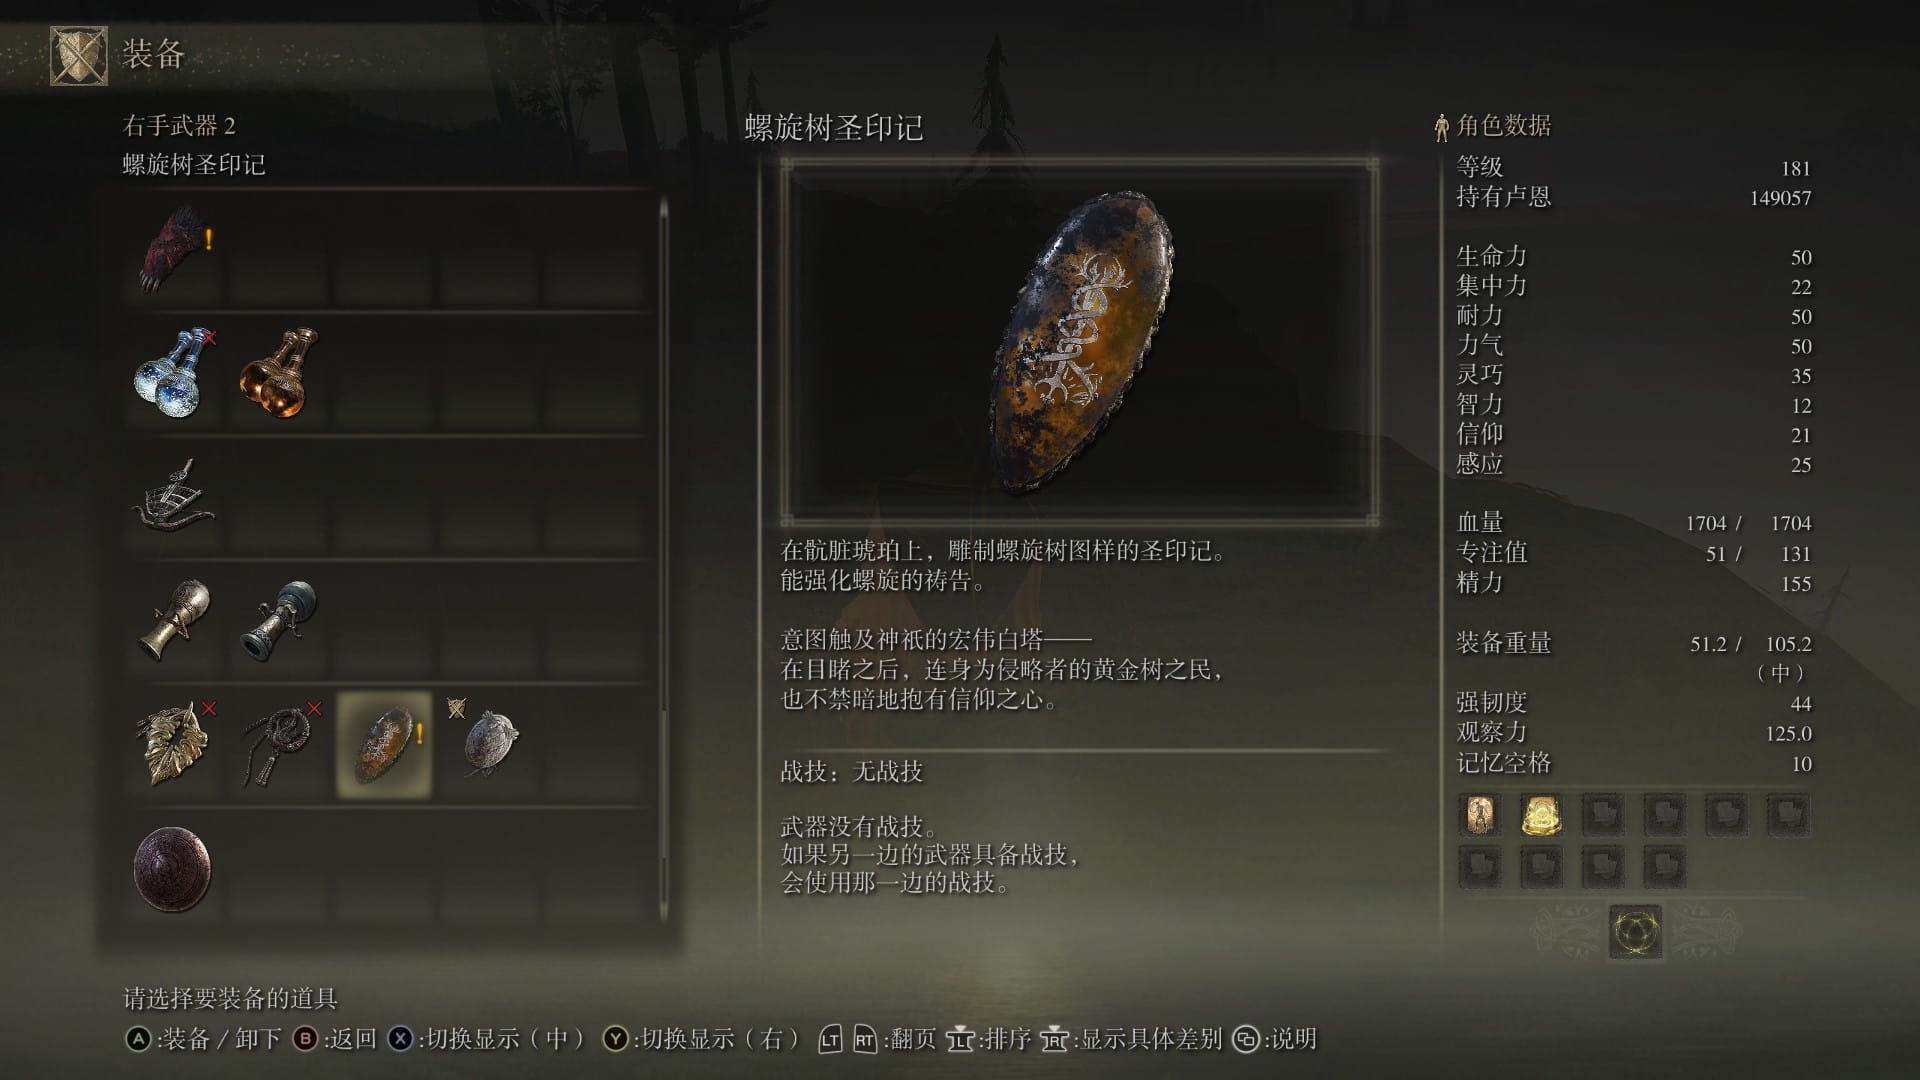 装备
右手武器 2
螺旋树圣印记
螺旋树圣印记
在骯脏琥珀上，雕制螺旋树图样的圣印记。
能强化螺旋的祷告。
意图触及神祇的宏伟白塔——
在目睹之后，连身为侵略者的黄金树之民，
也不禁暗地抱有信仰之心。
战技：无战技
武器没有战技。
如果另一边的武器具备战技，
会使用那一边的战技。
角色数据
等级 181
持有卢恩 149057
生命力 50
集中力 22
耐力 50
力气 50
灵巧 35
智力 12
信仰 21
感应 25
血量 1704 / 1704
专注值 51 / 131
精力 155
装备重量 51.2 / 105.2
（中）
强韧度 44
观察力 125.0
记忆空格 10
请选择要装备的道具
A:装备／卸下 B:返回 X:切换显示（中） Y:切换显示（右） LT RT:翻页 L:排序 R:显示具体差别 :说明